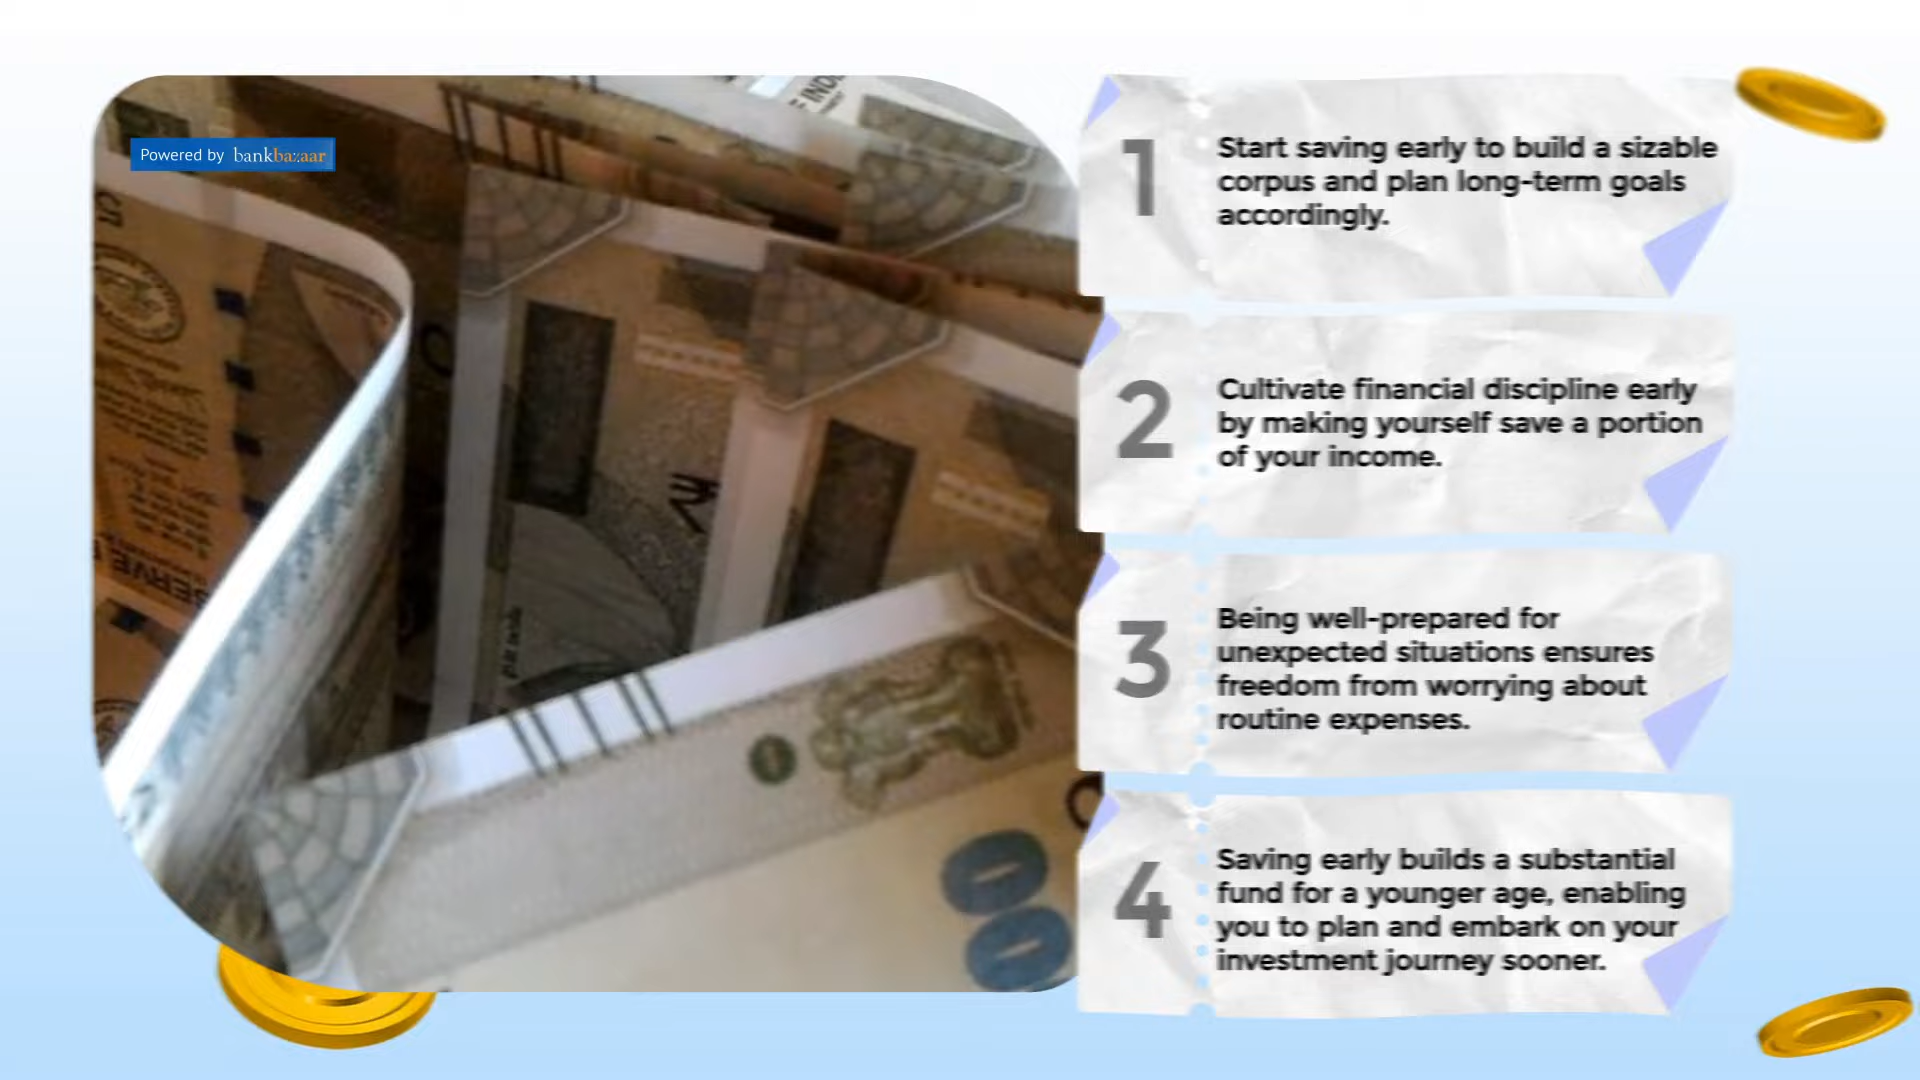 Powered by bankbazaar
1
Start saving early to build a sizable
corpus and plan long-term goals
accordingly.
2
Cultivate financial discipline early
by making yourself save a portion
of your income.
3
Being well-prepared for
unexpected situations ensures
freedom from worrying about
routine expenses.
4
Saving early builds a substantial
fund for a younger age, enabling
you to plan and embark on your
investment journey sooner.